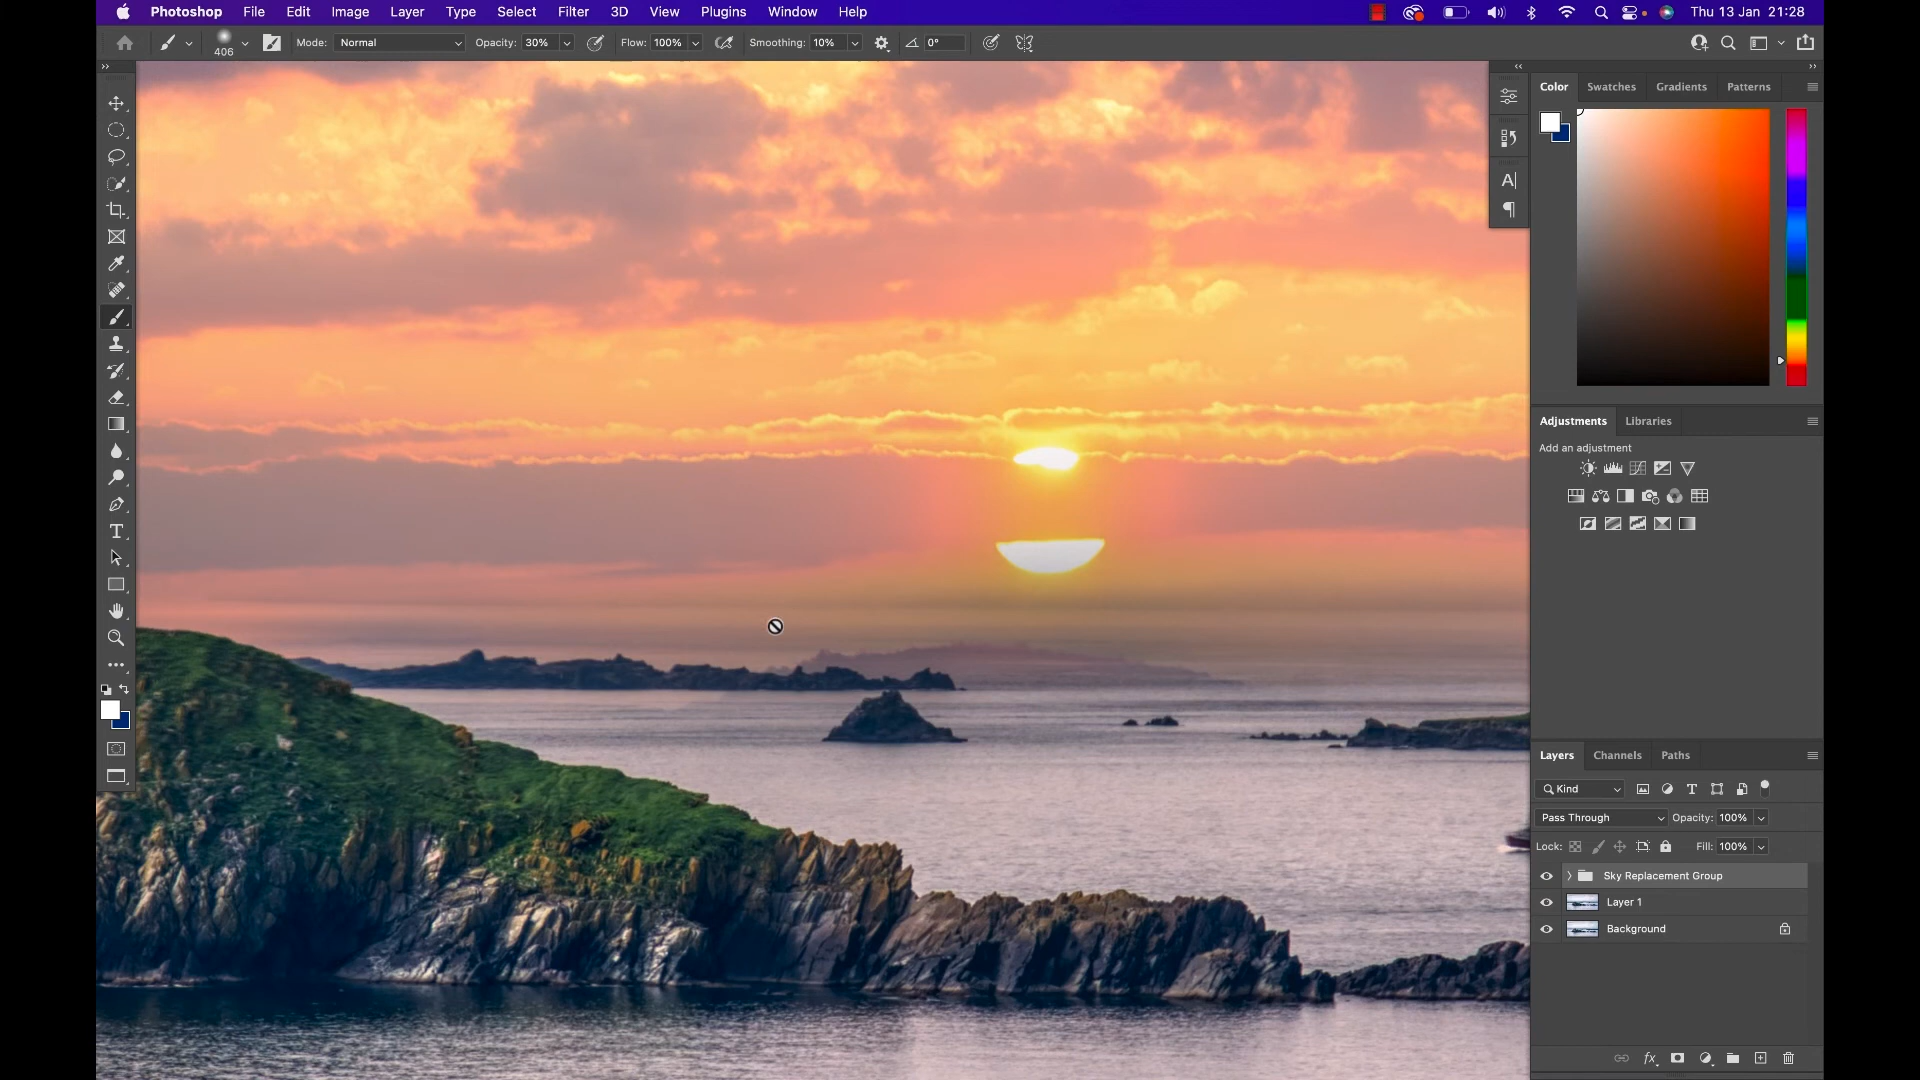 Photoshop File Edit Image Layer Type Select Filter 3D View Plugins Window Help Thu 13 Jan 21:28
406 Mode: Normal Opacity: 30% Flow: 100% Smoothing: 10% 0°
Color Swatches Gradients Patterns
Adjustments Libraries
Add an adjustment
Layers Channels Paths
Kind
Pass Through Opacity: 100%
Lock: Fill: 100%
Sky Replacement Group
Layer 1
Background